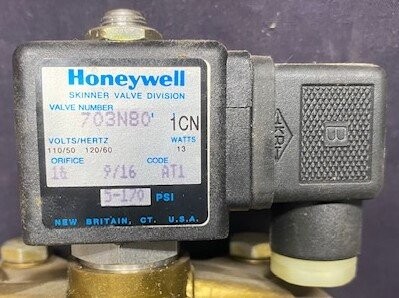 Honeywell
SKINNER VALVE DIVISION
VALVE NUMBER
703N80' 1CN
VOLTS/HERTZ WATTS
110/50 120/60 13
ORIFICE CODE
9/16 AT1
5-170 PSI
NEW BRITAIN, CT. U.S.A.
B